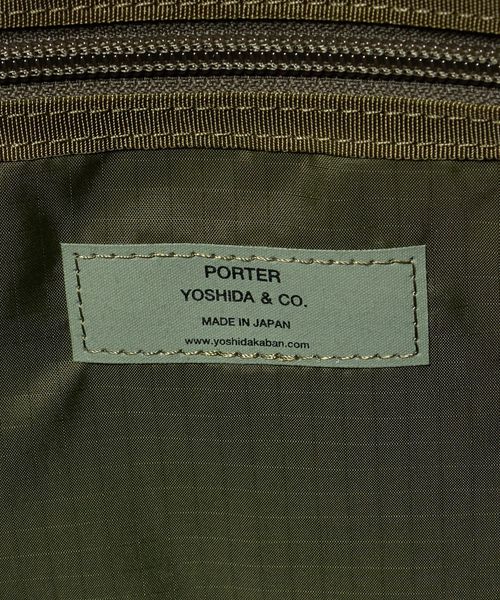 PORTER
YOSHIDA & CO.
MADE IN JAPAN
www.yoshidakaban.com